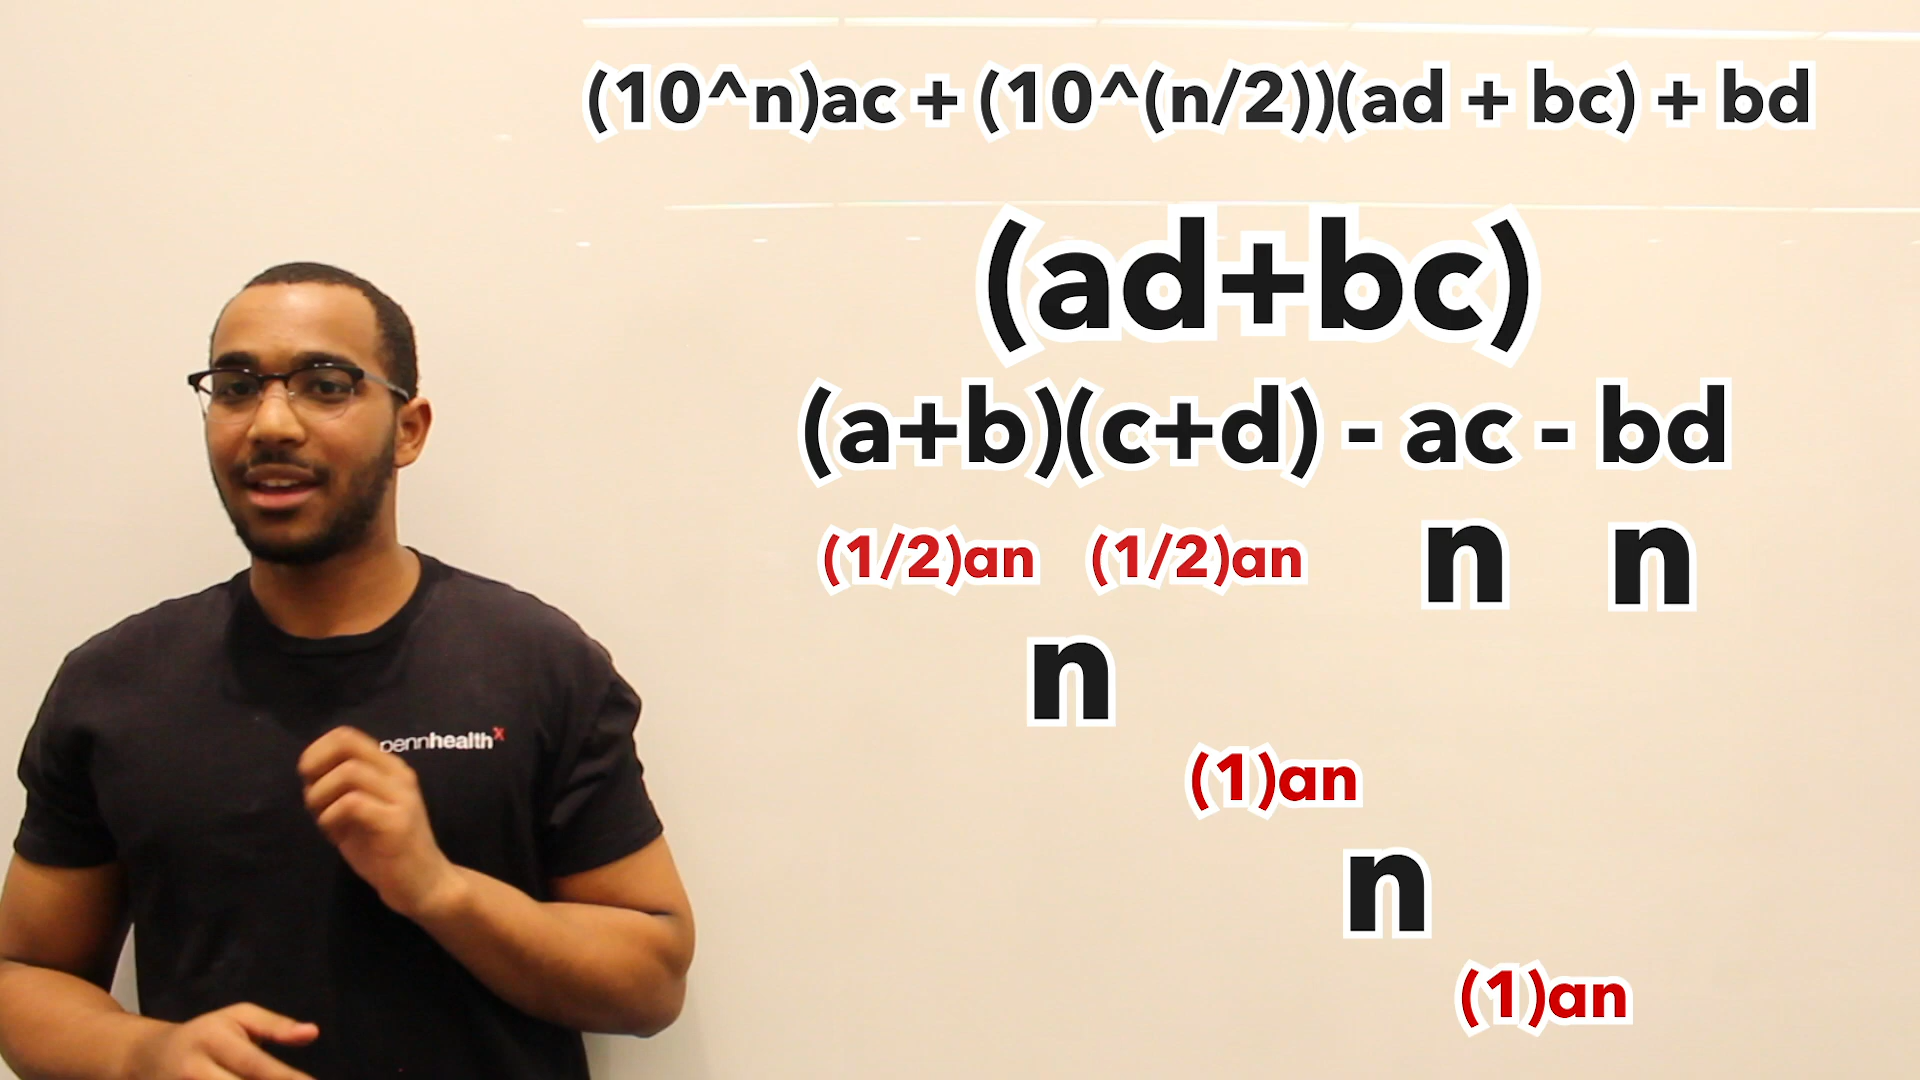 (10^n)ac + (10^(n/2))(ad + bc) + bd
(ad+bc)
(a+b)(c+d) - ac - bd
(1/2)an (1/2)an n n
n
pennhealthx
(1)an
n
(1)an